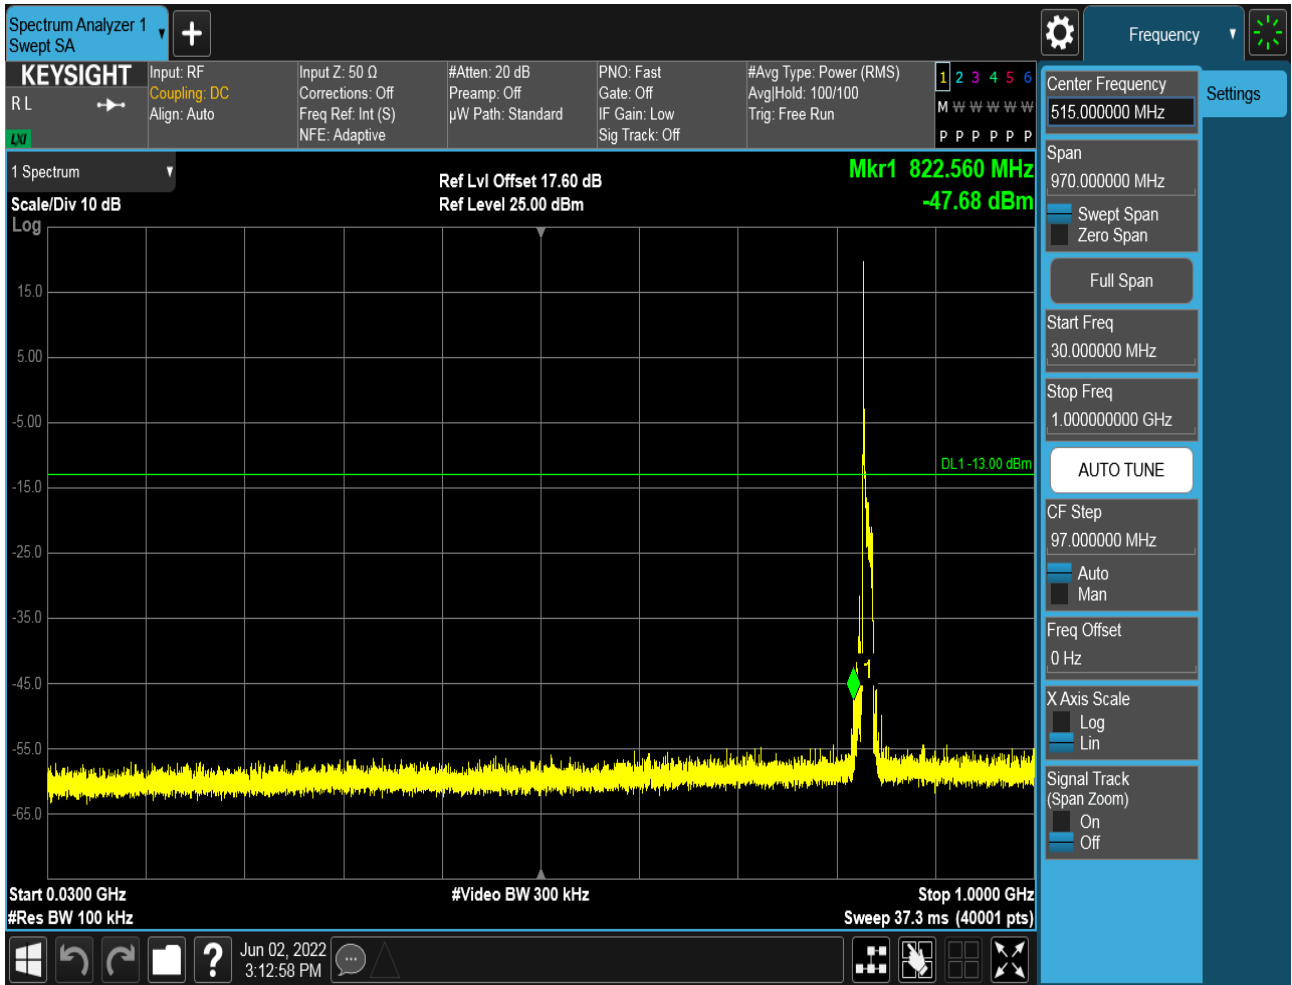 Spectrum Analyzer 1
Swept SA
Frequency
KEYSIGHT
R L
LXI
Input: RF
Coupling: DC
Align: Auto
Input Z: 50 Ω
Corrections: Off
Freq Ref: Int (S)
NFE: Adaptive
#Atten: 20 dB
Preamp: Off
µW Path: Standard
PNO: Fast
Gate: Off
IF Gain: Low
Sig Track: Off
#Avg Type: Power (RMS)
Avg|Hold: 100/100
Trig: Free Run
1 2 3 4 5 6
M W W W W W
P P P P P P
1 Spectrum
Scale/Div 10 dB
Log
Ref Lvl Offset 17.60 dB
Ref Level 25.00 dBm
Mkr1 822.560 MHz
-47.68 dBm
15.0
5.00
-5.00
DL1 -13.00 dBm
-15.0
-25.0
-35.0
-45.0
-55.0
-65.0
1
Start 0.0300 GHz
#Res BW 100 kHz
#Video BW 300 kHz
Stop 1.0000 GHz
Sweep 37.3 ms (40001 pts)
Jun 02, 2022
3:12:58 PM
Center Frequency
515.000000 MHz
Span
970.000000 MHz
Swept Span
Zero Span
Full Span
Start Freq
30.000000 MHz
Stop Freq
1.000000000 GHz
AUTO TUNE
CF Step
97.000000 MHz
Auto
Man
Freq Offset
0 Hz
X Axis Scale
Log
Lin
Signal Track
(Span Zoom)
On
Off
Settings